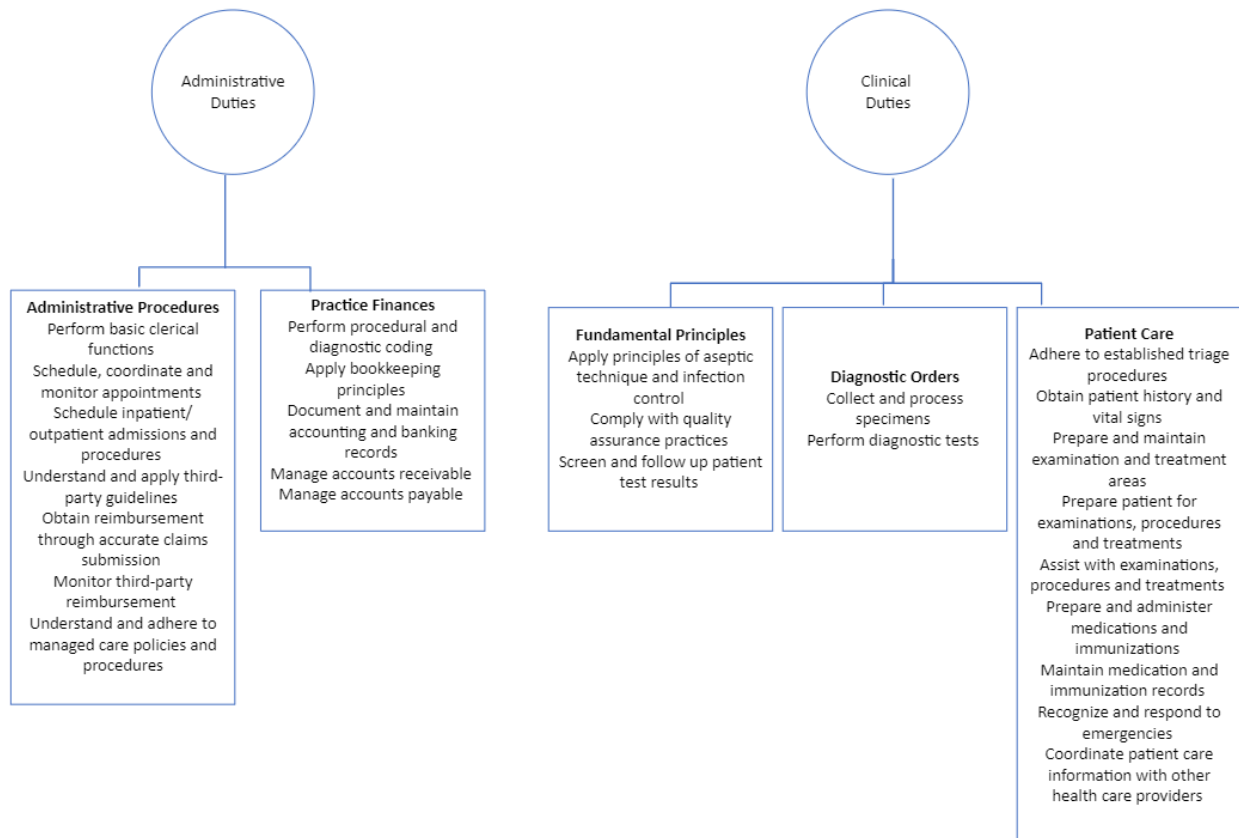 Administrative
Duties
Clinical
Duties
Administrative Procedures
Perform basic clerical
functions
Schedule, coordinate and
monitor appointments
Schedule inpatient/
outpatient admissions and
procedures
Understand and apply third-
party guidelines
Obtain reimbursement
through accurate claims
submission
Monitor third-party
reimbursement
Understand and adhere to
managed care policies and
procedures
Practice Finances
Perform procedural and
diagnostic coding
Apply bookkeeping
principles
Document and maintain
accounting and banking
records
Manage accounts receivable
Manage accounts payable
Fundamental Principles
Apply principles of aseptic
technique and infection
control
Comply with quality
assurance practices
Screen and follow up patient
test results
Diagnostic Orders
Collect and process
specimens
Perform diagnostic tests
Patient Care
Adhere to established triage
procedures
Obtain patient history and
vital signs
Prepare and maintain
examination and treatment
areas
Prepare patient for
examinations, procedures
and treatments
Assist with examinations,
procedures and treatments
Prepare and administer
medications and
immunizations
Maintain medication and
immunization records
Recognize and respond to
emergencies
Coordinate patient care
information with other
health care providers